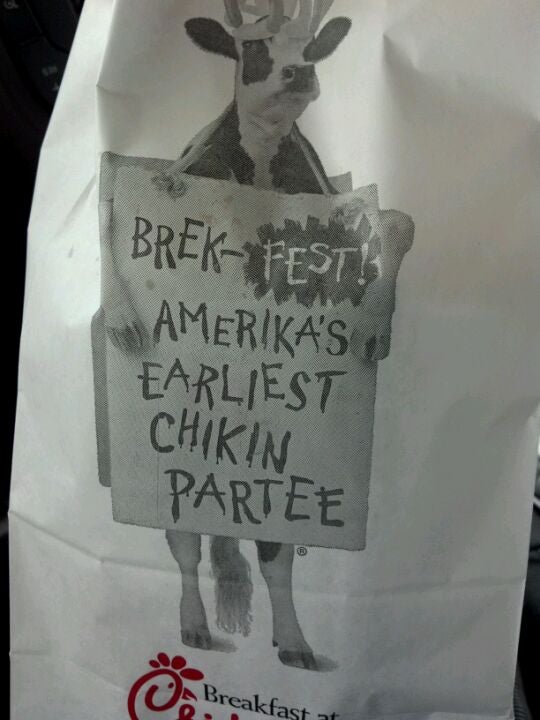 BREK-FEST!
AMERIKA'S
EARLIEST
CHIKIN
PARTEE
®
Breakfast at